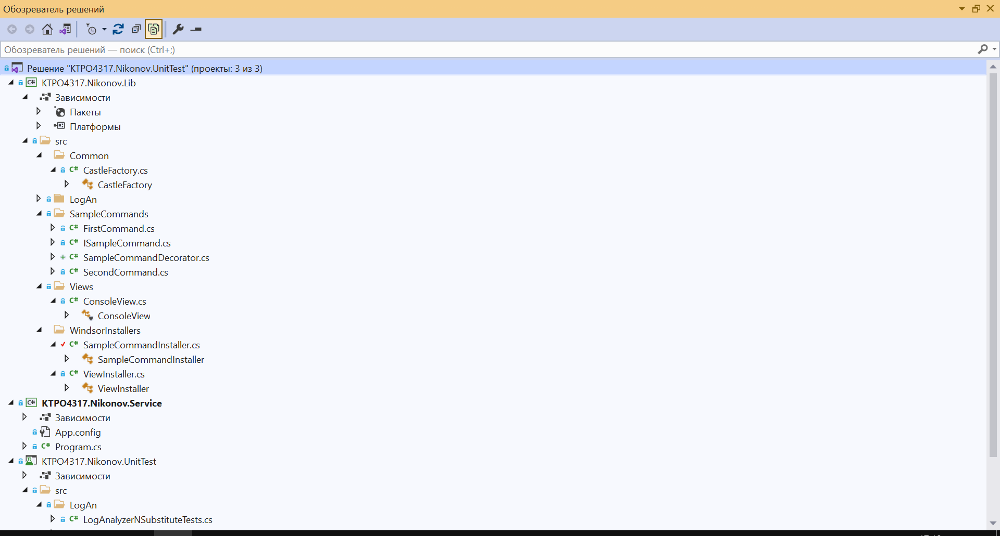 Обозреватель решений
Обозреватель решений — поиск (Ctrl+;)
Решение "KTPO4317.Nikonov.UnitTest" (проекты: 3 из 3)
C# KTPO4317.Nikonov.Lib
Зависимости
Пакеты
Платформы
src
Common
C# CastleFactory.cs
CastleFactory
LogAn
SampleCommands
C# FirstCommand.cs
C# ISampleCommand.cs
C# SampleCommandDecorator.cs
C# SecondCommand.cs
Views
C# ConsoleView.cs
ConsoleView
WindsorInstallers
C# SampleCommandInstaller.cs
SampleCommandInstaller
C# ViewInstaller.cs
ViewInstaller
C# KTPO4317.Nikonov.Service
Зависимости
App.config
C# Program.cs
KTPO4317.Nikonov.UnitTest
Зависимости
src
LogAn
C# LogAnalyzerNSubstituteTests.cs